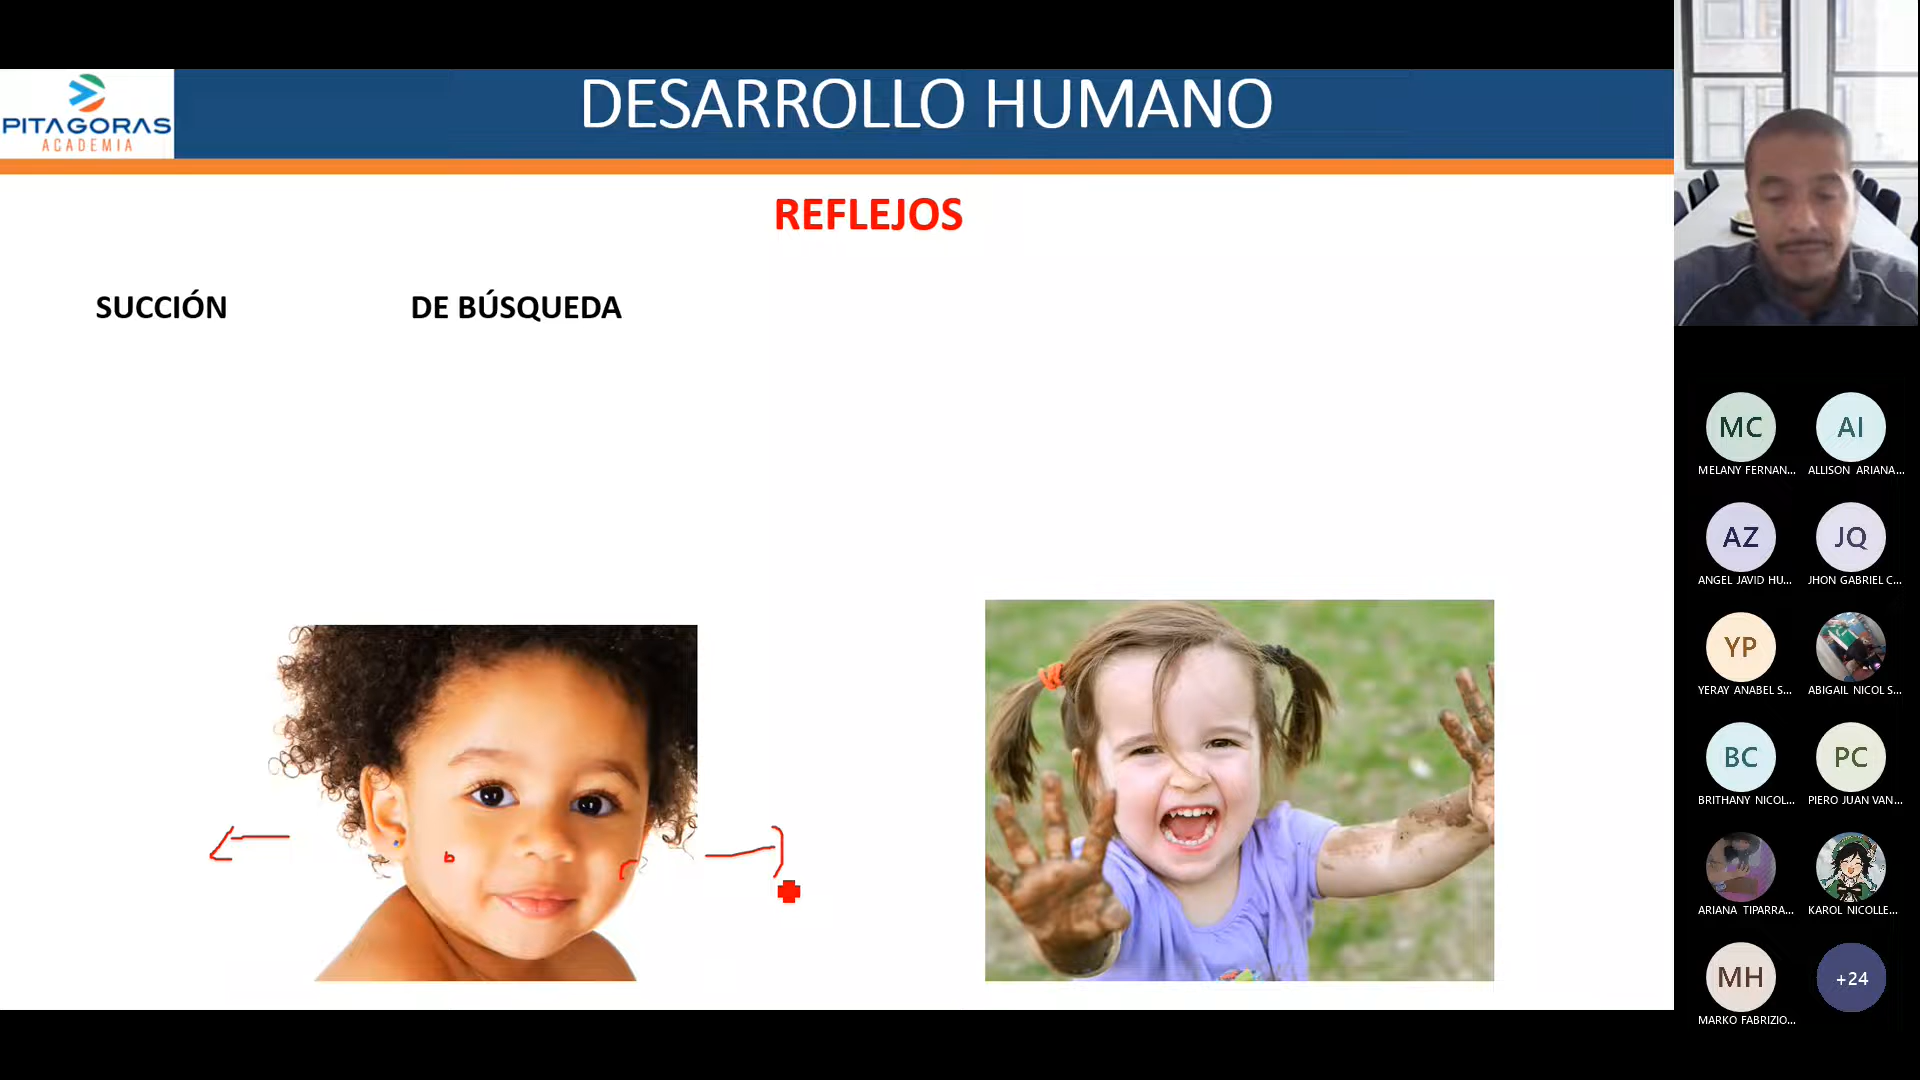 PITAGORAS
ACADEMIA
DESARROLLO HUMANO
REFLEJOS
SUCCIÓN
DE BÚSQUEDA
MC
AI
MELANY FERNAN...
ALLISON ARIANA...
AZ
JQ
ANGEL JAVID HU...
JHON GABRIEL C...
YP
YERAY ANABEL S...
ABIGAIL NICOL S...
BC
PC
BRITHANY NICOL...
PIERO JUAN VAN...
ARIANA TIPARRA...
KAROL NICOLLE...
MH
+24
MARKO FABRIZIO...